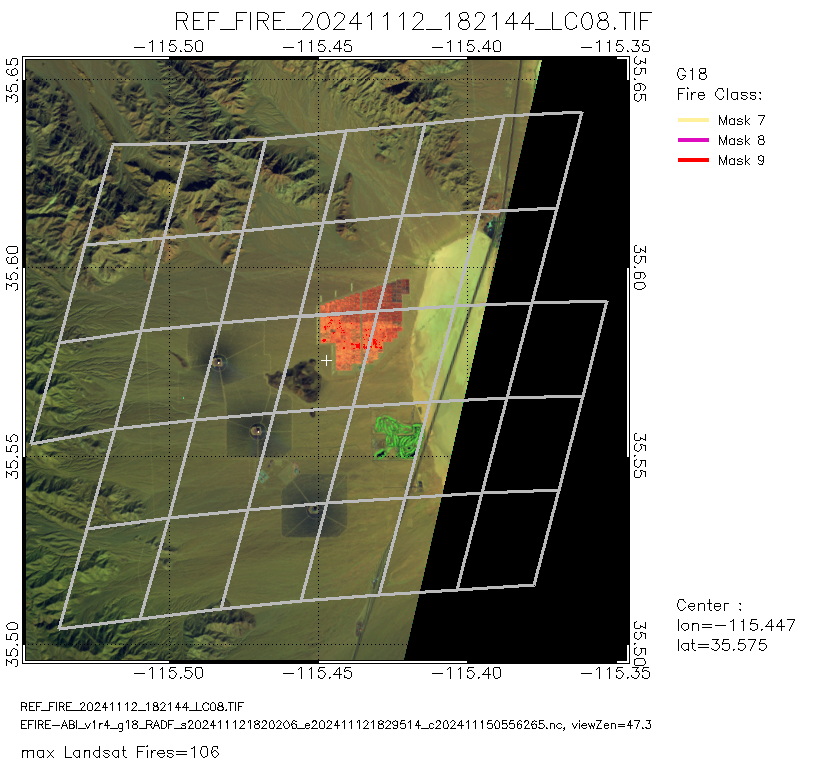 REF_FIRE_20241112_182144_LC08.TIF
−115.50 −115.45 −115.40 −115.35
35.65 35.65
G18
Fire Class:
Mask 7
Mask 8
Mask 9
35.60 35.60
35.55 35.55
35.50 35.50
Center :
lon=−115.447
lat=35.575
−115.50 −115.45 −115.40 −115.35
REF_FIRE_20241112_182144_LC08.TIF
EFIRE−ABI_v1r4_g18_RADF_s202411121820206_e202411121829514_c202411150556265.nc, viewZen=47.3
max Landsat Fires=106